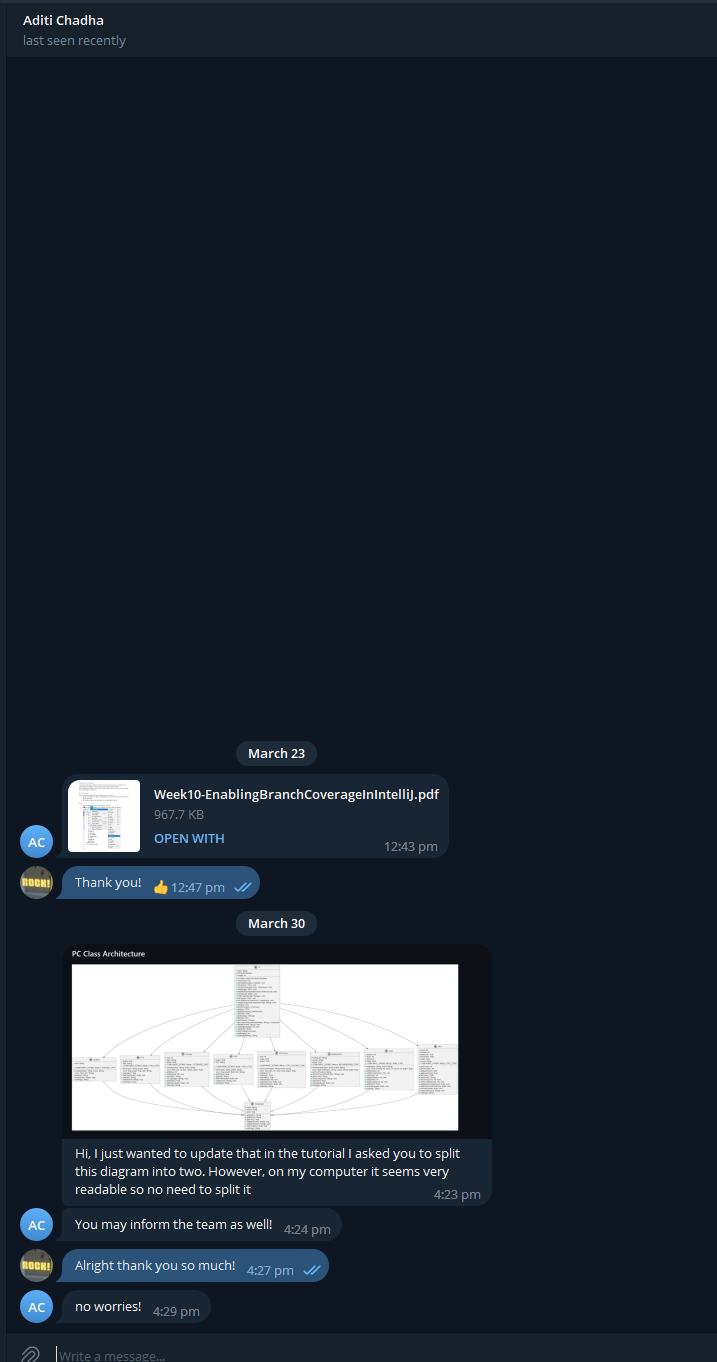 Aditi Chadha
last seen recently
March 23
Week10-EnablingBranchCoverageInIntelliJ.pdf
967.7 KB
OPEN WITH
12:43 pm
AC
ROCK!
Thank you!
👍 12:47 pm
March 30
PC Class Architecture
Hi, I just wanted to update that in the tutorial I asked you to split
this diagram into two. However, on my computer it seems very
readable so no need to split it
4:23 pm
AC
You may inform the team as well! 4:24 pm
ROCK!
Alright thank you so much! 4:27 pm
AC
no worries! 4:29 pm
Write a message...